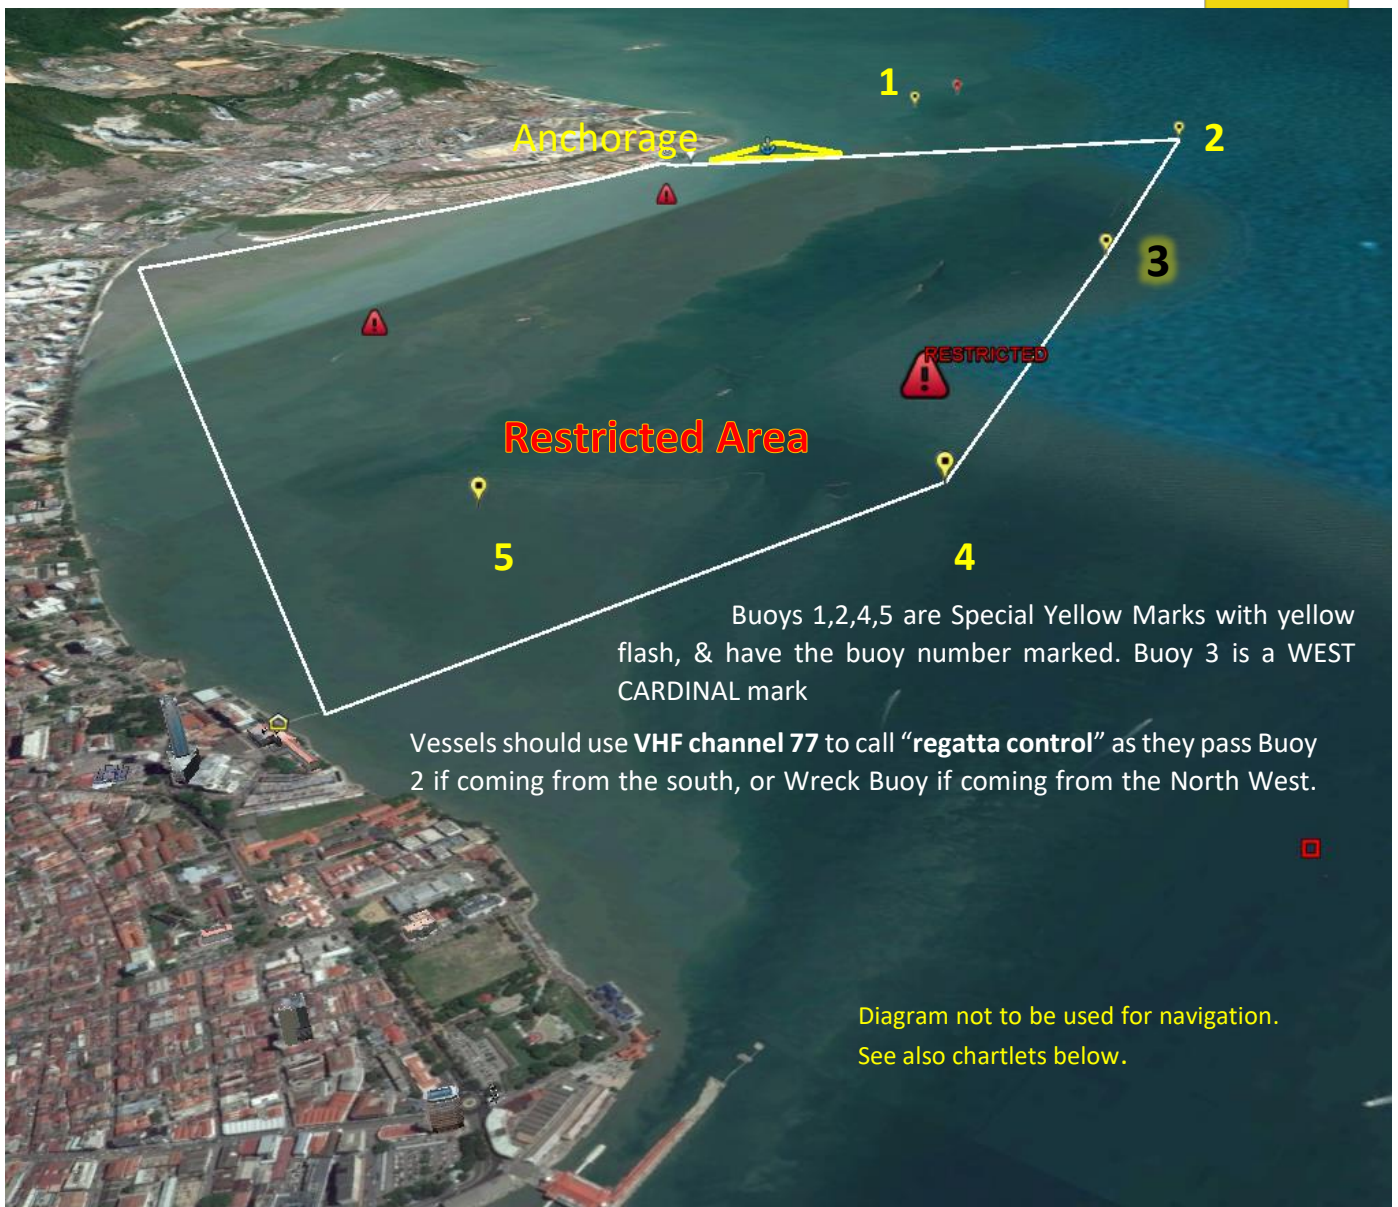 1
Anchorage
2
3
RESTRICTED
Restricted Area
5
4
Buoys 1,2,4,5 are Special Yellow Marks with yellow
flash, & have the buoy number marked. Buoy 3 is a WEST
CARDINAL mark
Vessels should use VHF channel 77 to call “regatta control” as they pass Buoy
2 if coming from the south, or Wreck Buoy if coming from the North West.
Diagram not to be used for navigation.
See also chartlets below.